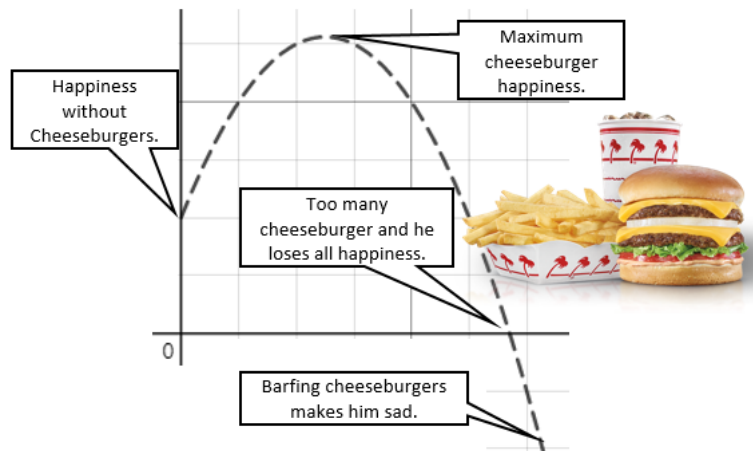 Maximum
cheeseburger
happiness.
Happiness
without
Cheeseburgers.
Too many
cheeseburger and he
loses all happiness.
0
Barfing cheeseburgers
makes him sad.